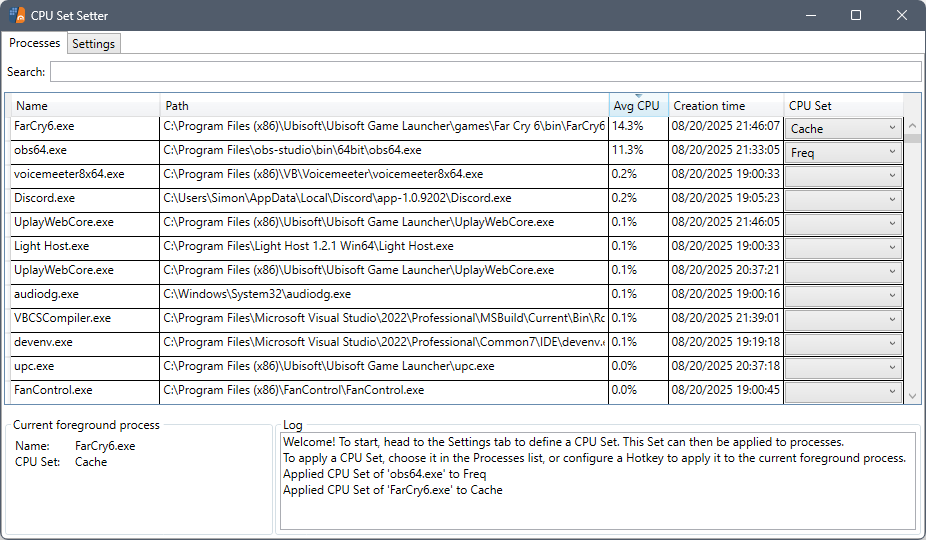 CPU Set Setter
Processes Settings
Search:
Name Path Avg CPU Creation time CPU Set
FarCry6.exe C:\Program Files (x86)\Ubisoft\Ubisoft Game Launcher\games\Far Cry 6\bin\FarCry6 14.3% 08/20/2025 21:46:07 Cache
obs64.exe C:\Program Files\obs-studio\bin\64bit\obs64.exe 11.3% 08/20/2025 21:33:05 Freq
voicemeeter8x64.exe C:\Program Files (x86)\VB\Voicemeeter\voicemeeter8x64.exe 0.2% 08/20/2025 19:00:33
Discord.exe C:\Users\Simon\AppData\Local\Discord\app-1.0.9202\Discord.exe 0.2% 08/20/2025 19:05:23
UplayWebCore.exe C:\Program Files (x86)\Ubisoft\Ubisoft Game Launcher\UplayWebCore.exe 0.1% 08/20/2025 21:46:05
Light Host.exe C:\Program Files\Light Host 1.2.1 Win64\Light Host.exe 0.1% 08/20/2025 19:00:33
UplayWebCore.exe C:\Program Files (x86)\Ubisoft\Ubisoft Game Launcher\UplayWebCore.exe 0.1% 08/20/2025 20:37:21
audiodg.exe C:\Windows\System32\audiodg.exe 0.1% 08/20/2025 19:00:16
VBCSCompiler.exe C:\Program Files\Microsoft Visual Studio\2022\Professional\MSBuild\Current\Bin\Ro 0.1% 08/20/2025 21:39:01
devenv.exe C:\Program Files\Microsoft Visual Studio\2022\Professional\Common7\IDE\devenv.e 0.1% 08/20/2025 19:19:18
upc.exe C:\Program Files (x86)\Ubisoft\Ubisoft Game Launcher\upc.exe 0.0% 08/20/2025 20:37:18
FanControl.exe C:\Program Files (x86)\FanControl\FanControl.exe 0.0% 08/20/2025 19:00:45
Current foreground process
Name: FarCry6.exe
CPU Set: Cache
Log
Welcome! To start, head to the Settings tab to define a CPU Set. This Set can then be applied to processes.
To apply a CPU Set, choose it in the Processes list, or configure a Hotkey to apply it to the current foreground process.
Applied CPU Set of 'obs64.exe' to Freq
Applied CPU Set of 'FarCry6.exe' to Cache